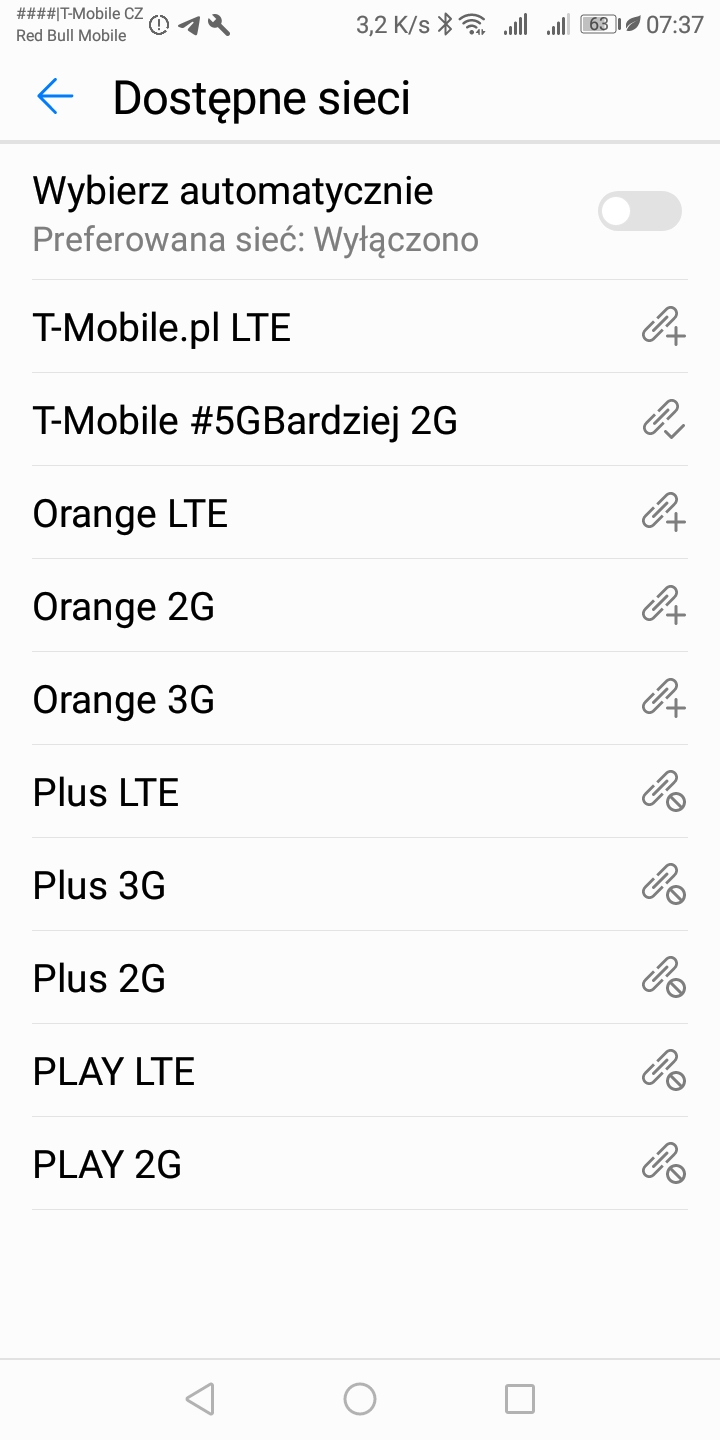 ####|T-Mobile CZ
Red Bull Mobile
3,2 K/s
63
07:37
Dostępne sieci
Wybierz automatycznie
Preferowana sieć: Wyłączono
T-Mobile.pl LTE
T-Mobile #5GBardziej 2G
Orange LTE
Orange 2G
Orange 3G
Plus LTE
Plus 3G
Plus 2G
PLAY LTE
PLAY 2G